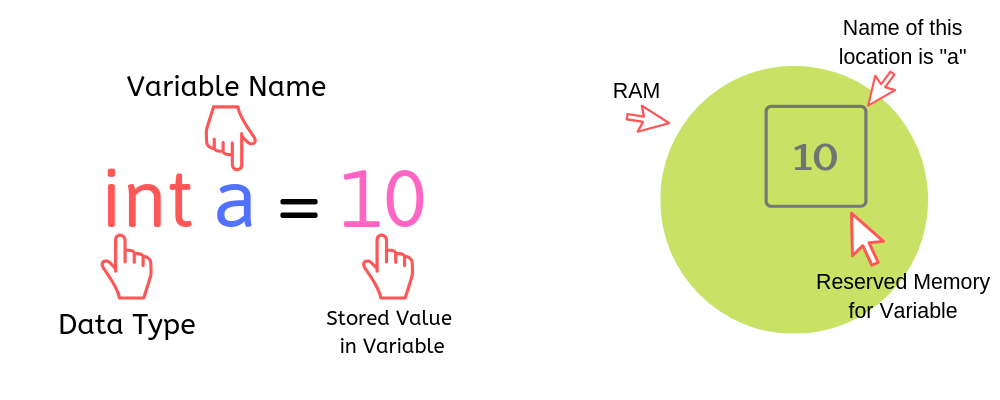 Variable Name
int a = 10
Data Type
Stored Value
in Variable
Name of this
location is "a"
RAM
10
Reserved Memory
for Variable